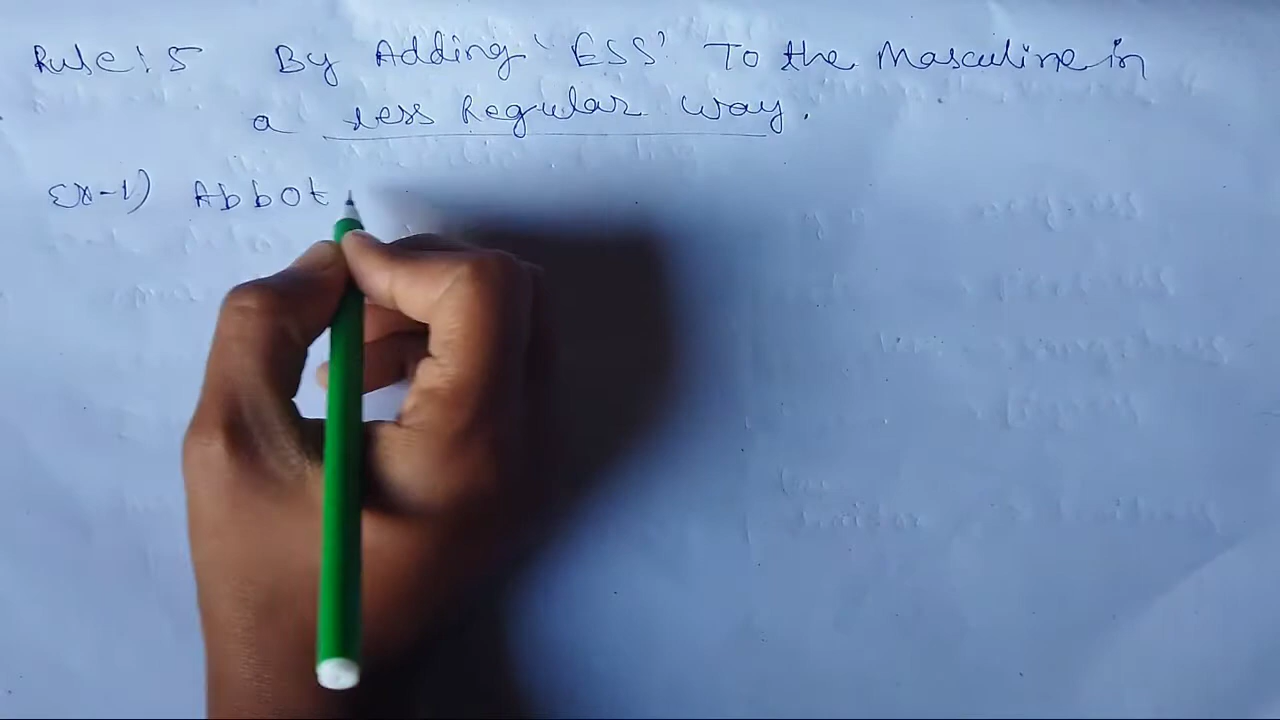 Rule: 5 By Adding 'ESS' To the Masculine in
a less Regular way.
Ex-1) Abbot